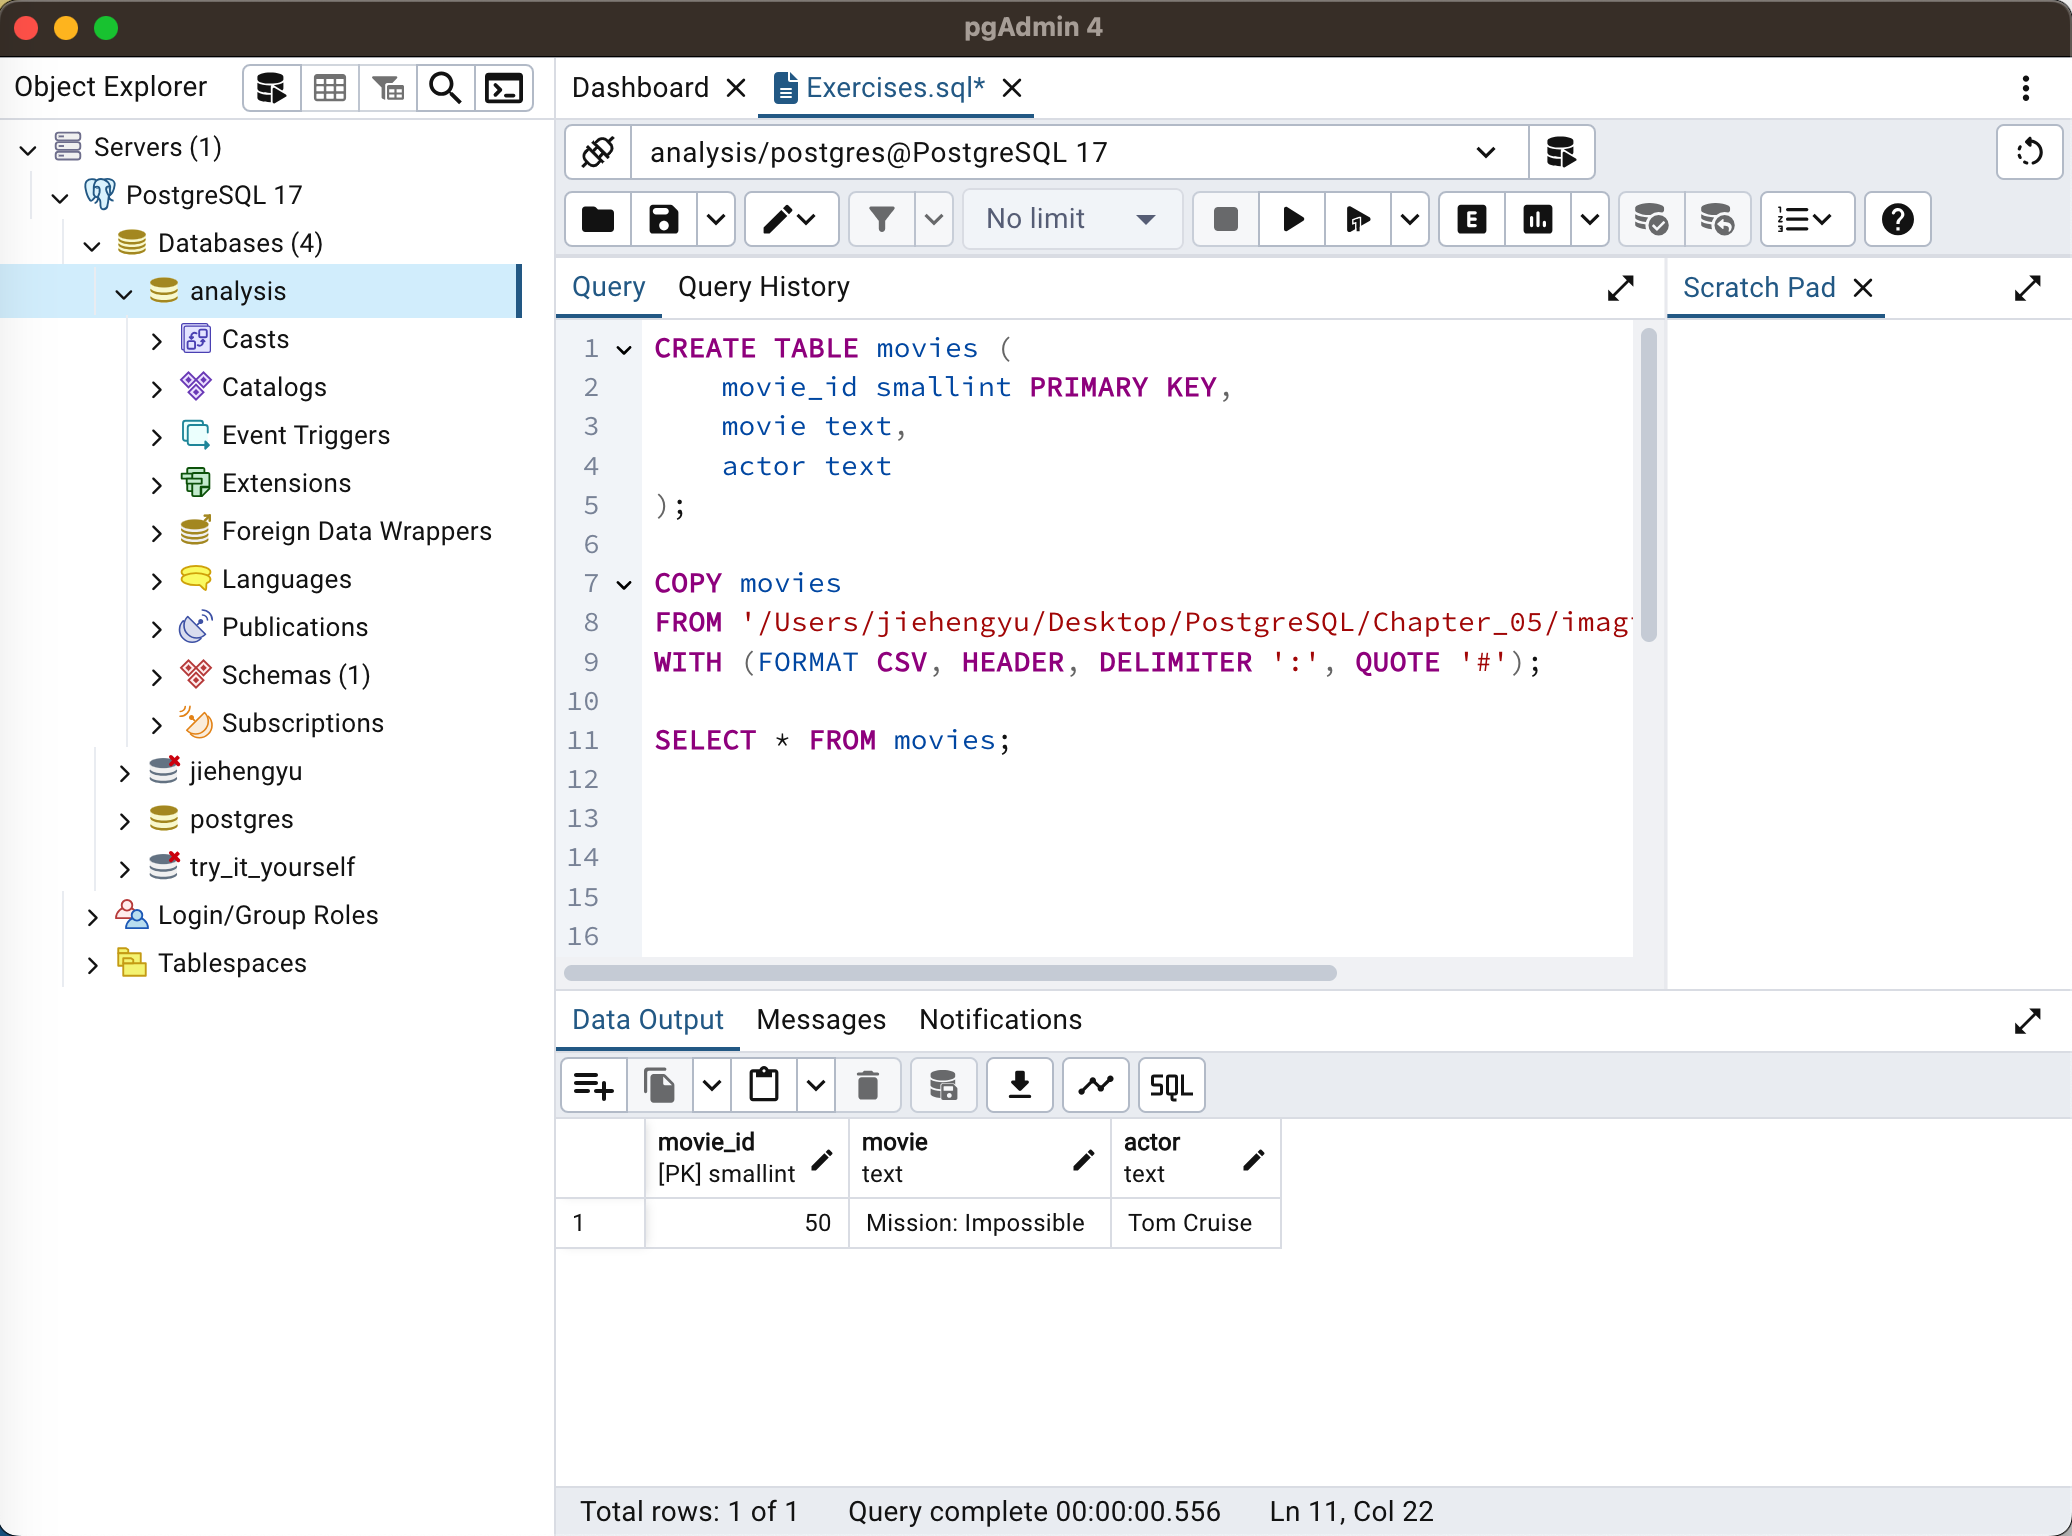 pgAdmin 4
Object Explorer
Dashboard
Exercises.sql*
Servers (1)
PostgreSQL 17
Databases (4)
analysis
Casts
Catalogs
Event Triggers
Extensions
Foreign Data Wrappers
Languages
Publications
Schemas (1)
Subscriptions
jiehengyu
postgres
try_it_yourself
Login/Group Roles
Tablespaces
analysis/postgres@PostgreSQL 17
No limit
E
Query
Query History
Scratch Pad
1 CREATE TABLE movies (
2 movie_id smallint PRIMARY KEY,
3 movie text,
4 actor text
5 );
6
7 COPY movies
8 FROM '/Users/jiehengyu/Desktop/PostgreSQL/Chapter_05/imag
9 WITH (FORMAT CSV, HEADER, DELIMITER ':', QUOTE '#');
10
11 SELECT * FROM movies;
12
13
14
15
16
Data Output
Messages
Notifications
SQL
movie_id movie actor
[PK] smallint text text
1 50 Mission: Impossible Tom Cruise
Total rows: 1 of 1 Query complete 00:00:00.556 Ln 11, Col 22